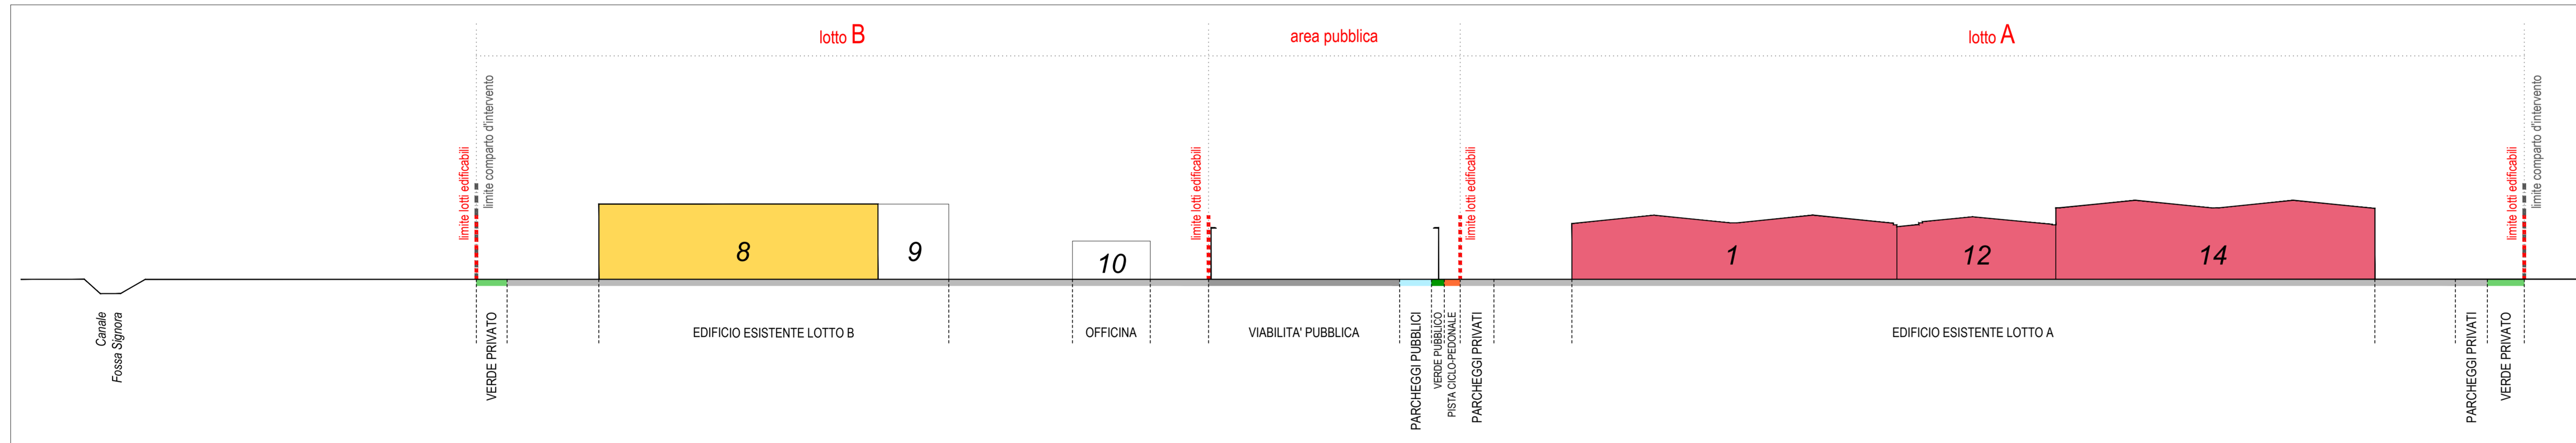 lotto B
area pubblica
lotto A
limite lotti edificabili
limite comparto d'intervento
limite lotti edificabili
limite lotti edificabili
limite lotti edificabili
limite comparto d'intervento
8
9
10
1
12
14
Canale
Fossa Signora
VERDE PRIVATO
EDIFICIO ESISTENTE LOTTO B
OFFICINA
VIABILITA' PUBBLICA
PARCHEGGI PUBBLICI
VERDE PUBBLICO
PISTA CICLO-PEDONALE
PARCHEGGI PRIVATI
EDIFICIO ESISTENTE LOTTO A
PARCHEGGI PRIVATI
VERDE PRIVATO